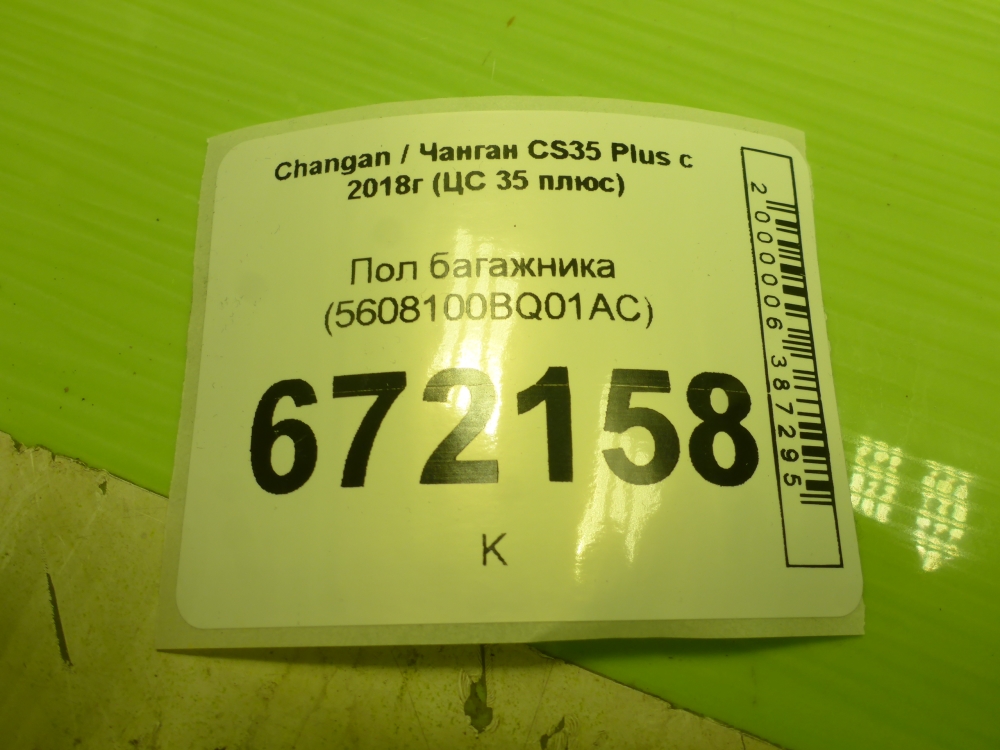 Changan / Чанган CS35 Plus с
2018г (ЦС 35 плюс)
Пол багажника
(5608100BQ01AC)
672158
К
2000006387295